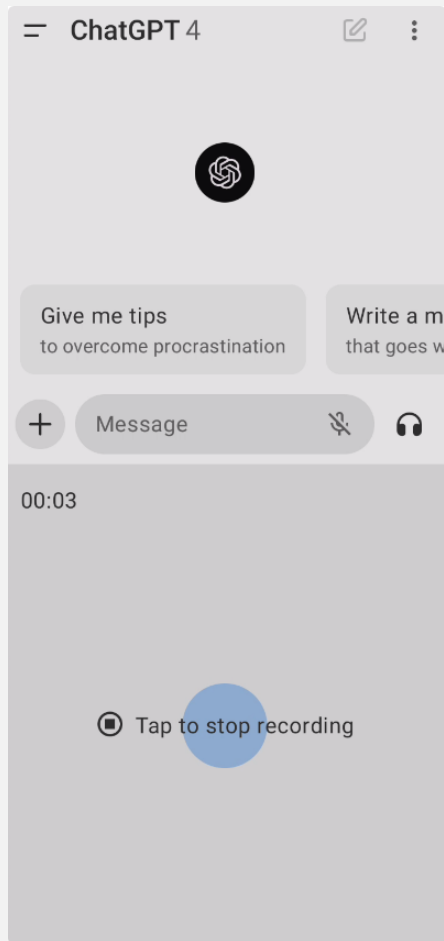 ChatGPT 4
Give me tips
to overcome procrastination
Write a m
that goes w
Message
00:03
Tap to stop recording